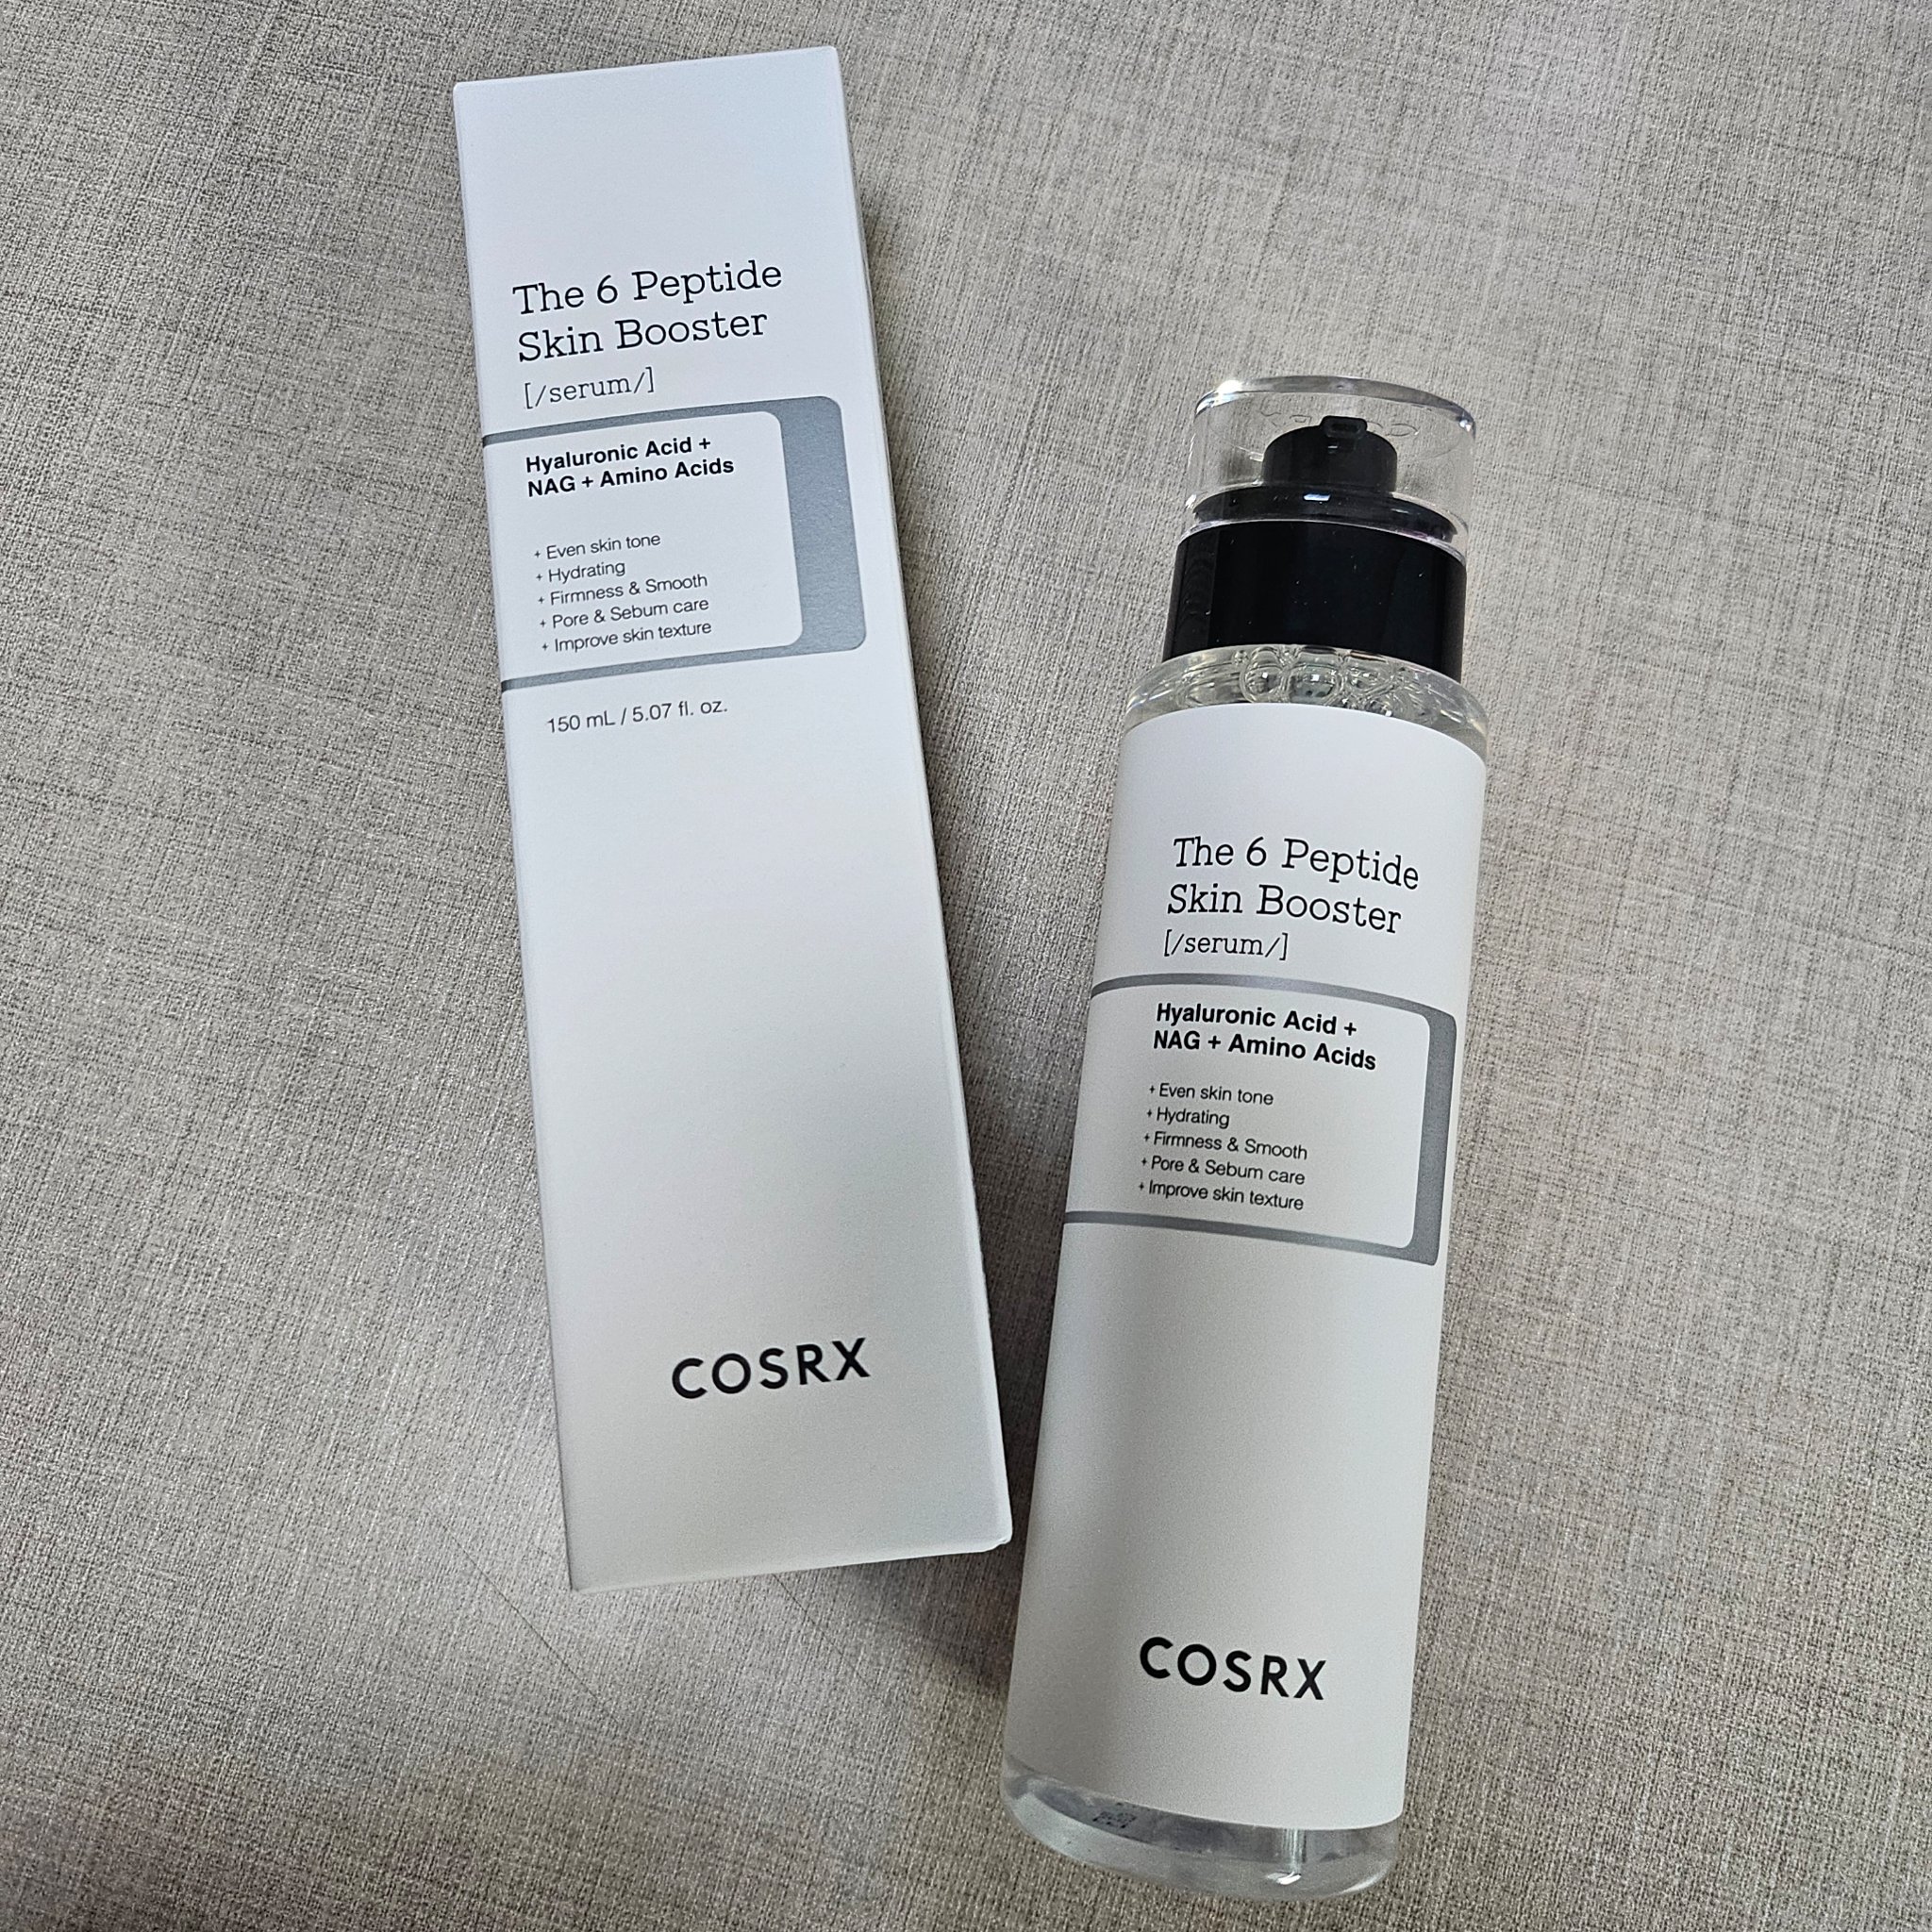 The 6 Peptide
Skin Booster
[/serum/]
Hyaluronic Acid +
NAG + Amino Acids
+ Even skin tone
+ Hydrating
+ Firmness & Smooth
+ Pore & Sebum care
+ Improve skin texture
150 mL / 5.07 fl. oz.
COSRX
The 6 Peptide
Skin Booster
[/serum/]
Hyaluronic Acid +
NAG + Amino Acids
+ Even skin tone
+ Hydrating
+ Firmness & Smooth
+ Pore & Sebum care
+ Improve skin texture
COSRX